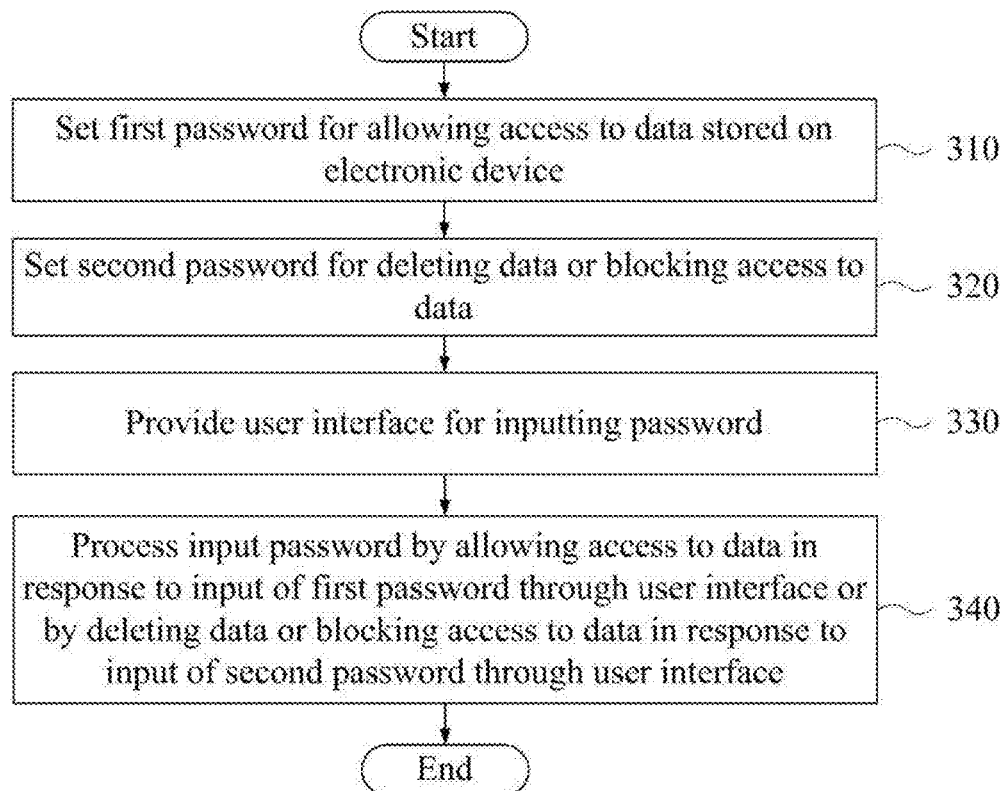 Start
Set first password for allowing access to data stored on
electronic device
310
Set second password for deleting data or blocking access to
data
320
Provide user interface for inputting password
330
Process input password by allowing access to data in
response to input of first password through user interface or
by deleting data or blocking access to data in response to
input of second password through user interface
340
End